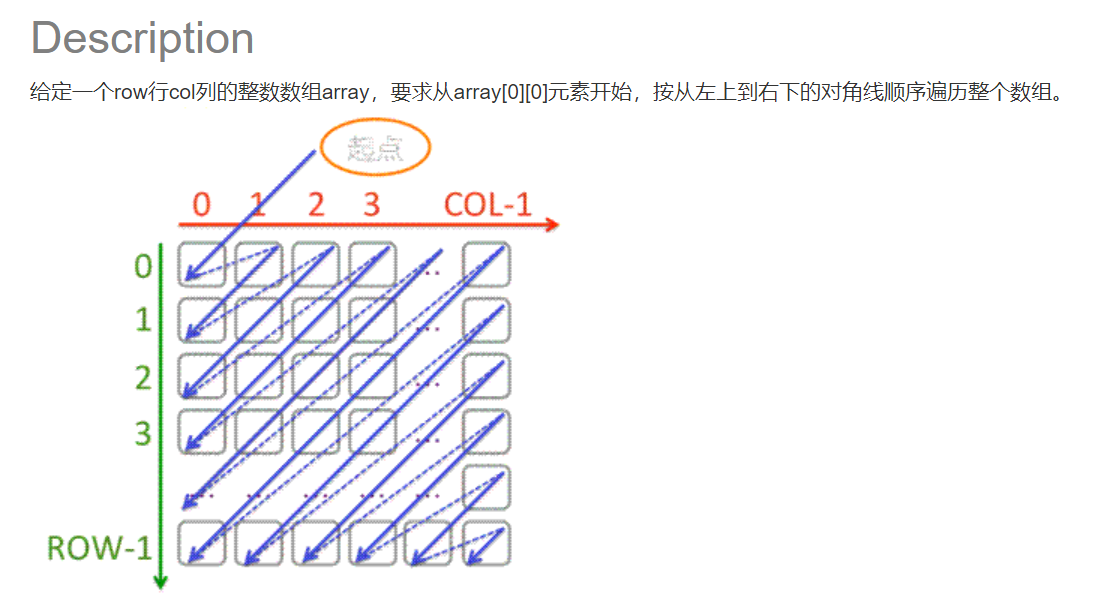 Description
给定一个row行col列的整数数组array，要求从array[0][0]元素开始，按从左上到右下的对角线顺序遍历整个数组。
起点
0 1 2 3 COL-1
0
1
2
3
ROW-1